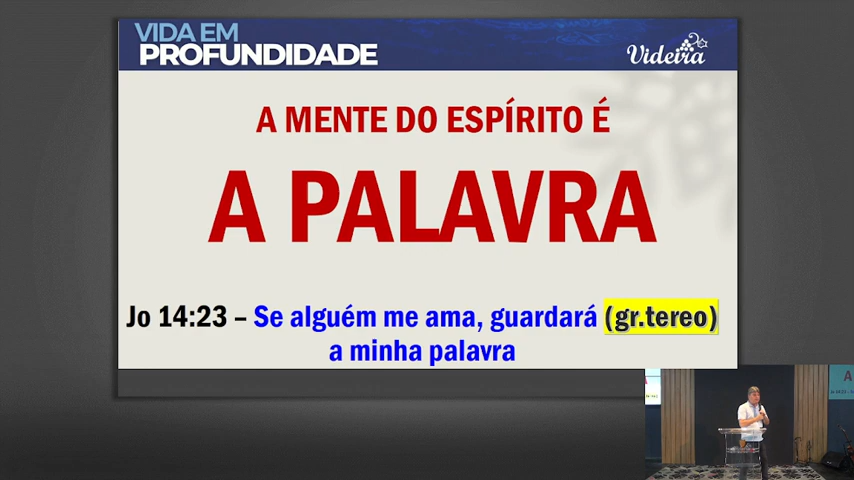 VIDA EM
PROFUNDIDADE
Videira
A MENTE DO ESPÍRITO É
A PALAVRA
Jo 14:23 – Se alguém me ama, guardará (gr.tereo)
a minha palavra